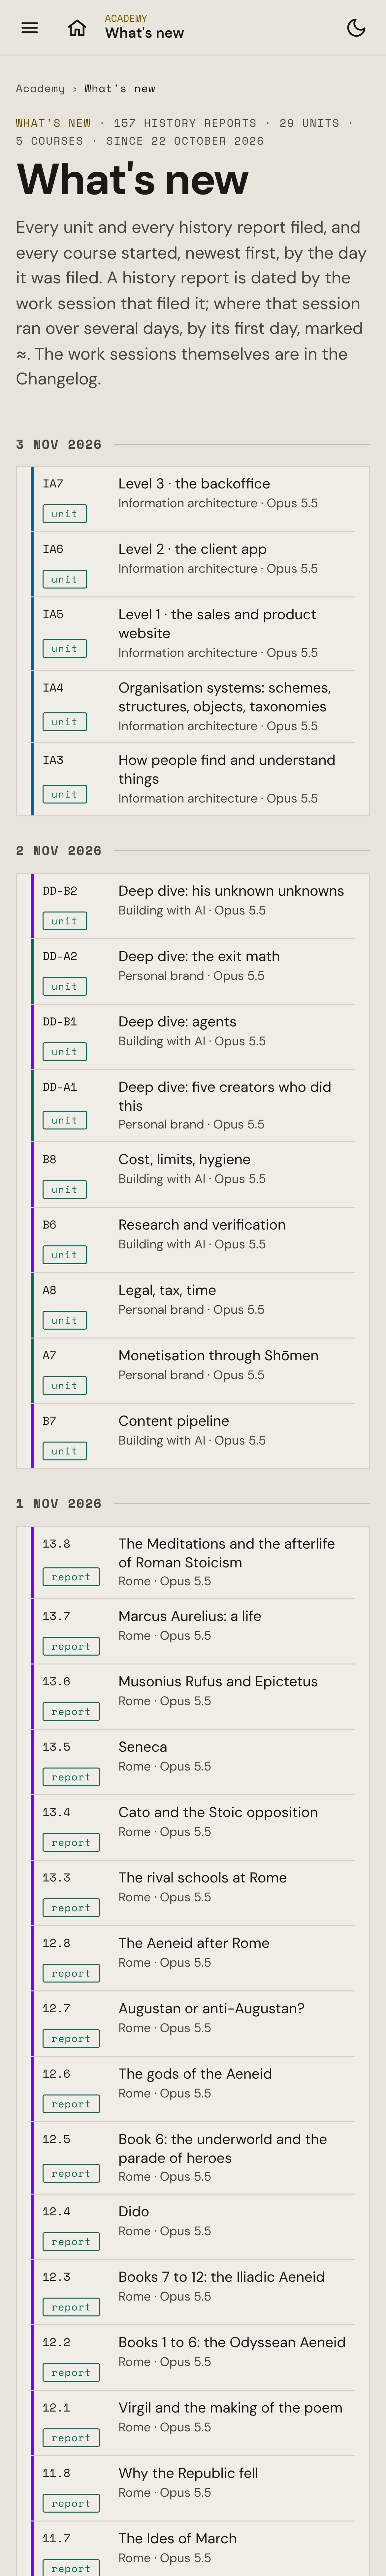 ACADEMY
What's new
Academy › What's new
WHAT'S NEW · 157 HISTORY REPORTS · 29 UNITS ·
5 COURSES · SINCE 22 OCTOBER 2026
What's new
Every unit and every history report filed, and
every course started, newest first, by the day
it was filed. A history report is dated by the
work session that filed it; where that session
ran over several days, by its first day, marked
≈. The work sessions themselves are in the
Changelog.
3 NOV 2026
IA7
Level 3 · the backoffice
Information architecture · Opus 5.5
unit
IA6
Level 2 · the client app
Information architecture · Opus 5.5
unit
IA5
Level 1 · the sales and product
website
Information architecture · Opus 5.5
unit
IA4
Organisation systems: schemes,
structures, objects, taxonomies
Information architecture · Opus 5.5
unit
IA3
How people find and understand
things
Information architecture · Opus 5.5
unit
2 NOV 2026
DD-B2
Deep dive: his unknown unknowns
Building with AI · Opus 5.5
unit
DD-A2
Deep dive: the exit math
Personal brand · Opus 5.5
unit
DD-B1
Deep dive: agents
Building with AI · Opus 5.5
unit
DD-A1
Deep dive: five creators who did
this
Personal brand · Opus 5.5
unit
B8
Cost, limits, hygiene
Building with AI · Opus 5.5
unit
B6
Research and verification
Building with AI · Opus 5.5
unit
A8
Legal, tax, time
Personal brand · Opus 5.5
unit
A7
Monetisation through Shōmen
Personal brand · Opus 5.5
unit
B7
Content pipeline
Building with AI · Opus 5.5
unit
1 NOV 2026
13.8
The Meditations and the afterlife
of Roman Stoicism
Rome · Opus 5.5
report
13.7
Marcus Aurelius: a life
Rome · Opus 5.5
report
13.6
Musonius Rufus and Epictetus
Rome · Opus 5.5
report
13.5
Seneca
Rome · Opus 5.5
report
13.4
Cato and the Stoic opposition
Rome · Opus 5.5
report
13.3
The rival schools at Rome
Rome · Opus 5.5
report
12.8
The Aeneid after Rome
Rome · Opus 5.5
report
12.7
Augustan or anti-Augustan?
Rome · Opus 5.5
report
12.6
The gods of the Aeneid
Rome · Opus 5.5
report
12.5
Book 6: the underworld and the
parade of heroes
Rome · Opus 5.5
report
12.4
Dido
Rome · Opus 5.5
report
12.3
Books 7 to 12: the Iliadic Aeneid
Rome · Opus 5.5
report
12.2
Books 1 to 6: the Odyssean Aeneid
Rome · Opus 5.5
report
12.1
Virgil and the making of the poem
Rome · Opus 5.5
report
11.8
Why the Republic fell
Rome · Opus 5.5
report
11.7
The Ides of March
Rome · Opus 5.5
report